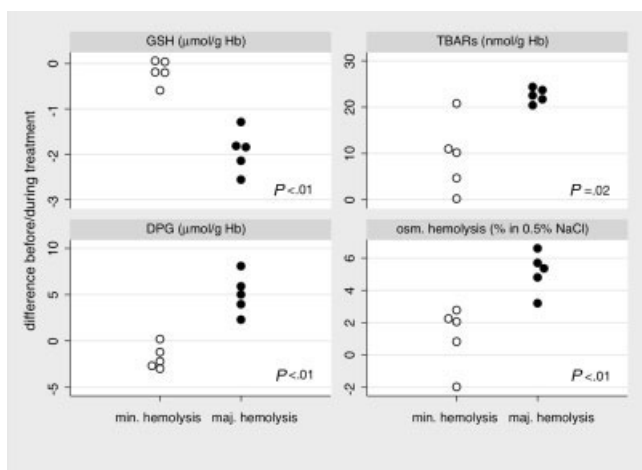 GSH (µmol/g Hb)
TBARs (nmol/g Hb)
difference before/during treatment
0
-1
-2
-3
P <.01
30
20
10
0
P =.02
DPG (µmol/g Hb)
osm. hemolysis (% in 0.5% NaCl)
10
5
0
-5
P <.01
6
4
2
0
-2
P <.01
min. hemolysis maj. hemolysis min. hemolysis maj. hemolysis